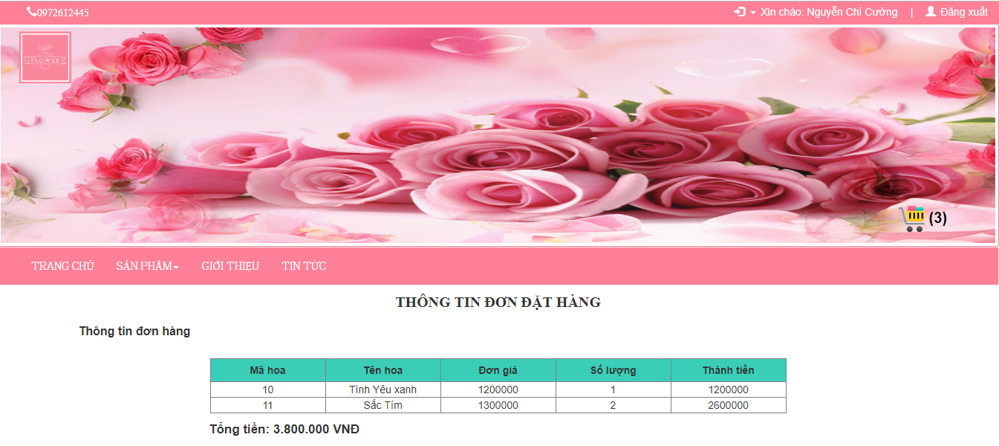 0972612445
Xin chào: Nguyễn Chí Cường | Đăng xuất
FLOWER
(3)
TRANG CHỦ SẢN PHẨM GIỚI THIỆU TIN TỨC
THÔNG TIN ĐƠN ĐẶT HÀNG
Thông tin đơn hàng
Mã hoa Tên hoa Đơn giá Số lượng Thành tiền
10 Tình Yêu xanh 1200000 1 1200000
11 Sắc Tím 1300000 2 2600000
Tổng tiền: 3.800.000 VNĐ